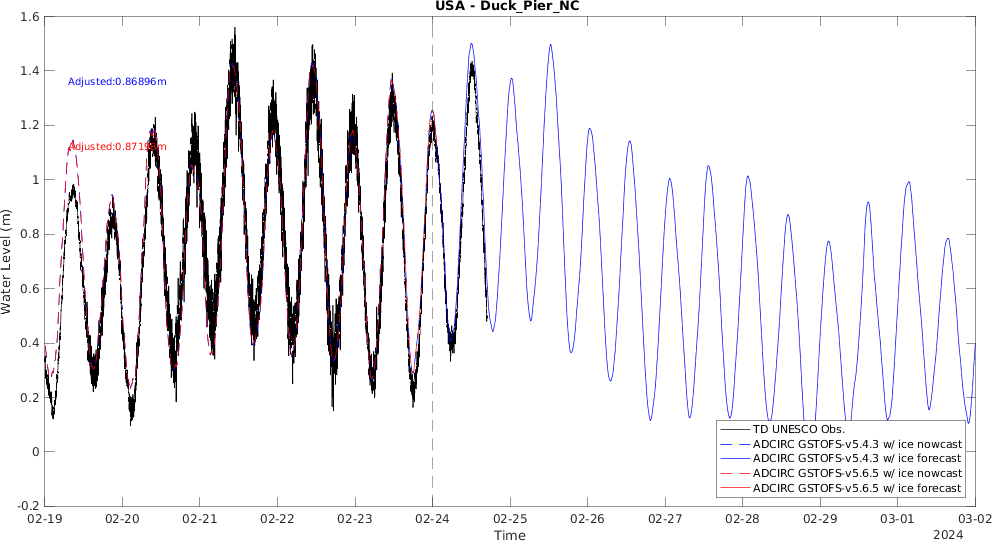 USA - Duck_Pier_NC
1.6
1.4
1.2
1
0.8
0.6
0.4
0.2
0
-0.2
Water Level (m)
Adjusted:0.86896m
TD UNESCO Obs.
ADCIRC GSTOFS-v5.4.3 w/ ice nowcast
ADCIRC GSTOFS-v5.4.3 w/ ice forecast
ADCIRC GSTOFS-v5.6.5 w/ ice nowcast
ADCIRC GSTOFS-v5.6.5 w/ ice forecast
02-19 02-20 02-21 02-22 02-23 02-24 02-25 02-26 02-27 02-28 02-29 03-01 03-02
Time
2024